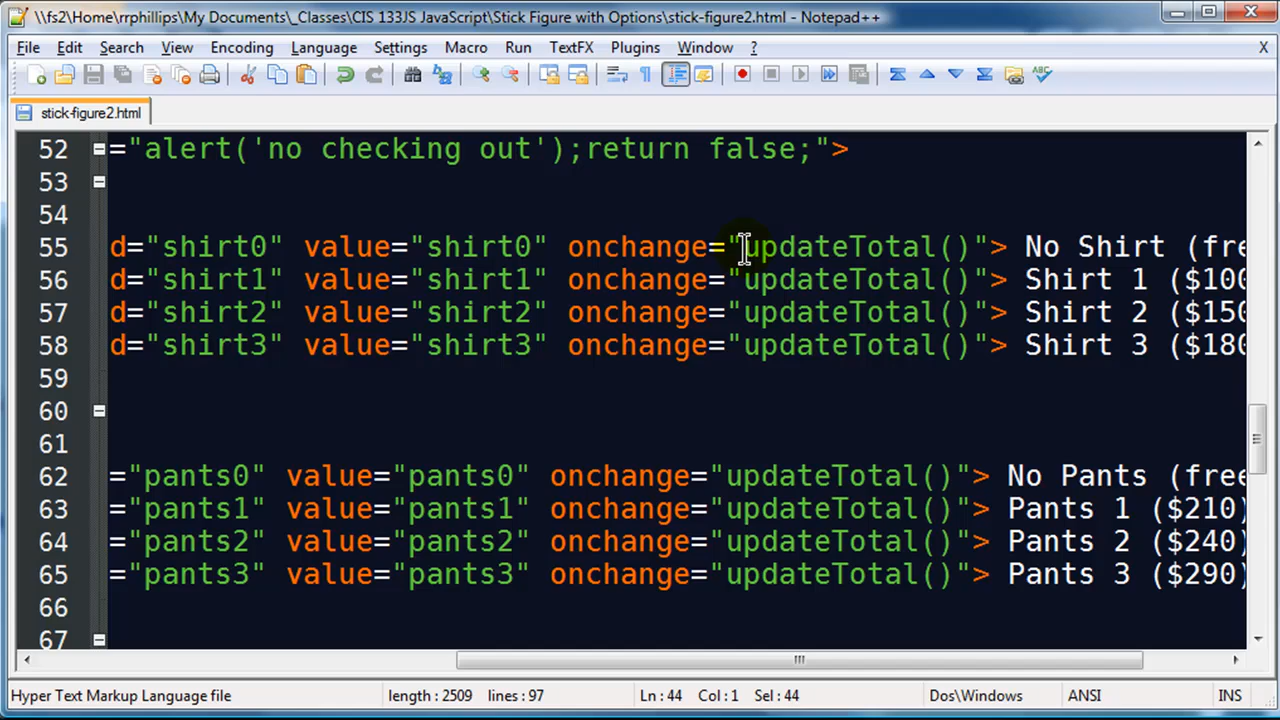 \\fs2\Home\rrphillips\My Documents\_Classes\CIS 133JS JavaScript\Stick Figure with Options\stick-figure2.html - Notepad++
File Edit Search View Encoding Language Settings Macro Run TextFX Plugins Window ? X
stick-figure2.html
52 ="alert('no checking out');return false;">
53
54
55 d="shirt0" value="shirt0" onchange="updateTotal()"> No Shirt (fre
56 d="shirt1" value="shirt1" onchange="updateTotal()"> Shirt 1 ($100
57 d="shirt2" value="shirt2" onchange="updateTotal()"> Shirt 2 ($150
58 d="shirt3" value="shirt3" onchange="updateTotal()"> Shirt 3 ($180
59
60
61
62 ="pants0" value="pants0" onchange="updateTotal()"> No Pants (free
63 ="pants1" value="pants1" onchange="updateTotal()"> Pants 1 ($210)
64 ="pants2" value="pants2" onchange="updateTotal()"> Pants 2 ($240)
65 ="pants3" value="pants3" onchange="updateTotal()"> Pants 3 ($290)
66
67
Hyper Text Markup Language file length : 2509 lines : 97 Ln : 44 Col : 1 Sel : 44 Dos\Windows ANSI INS